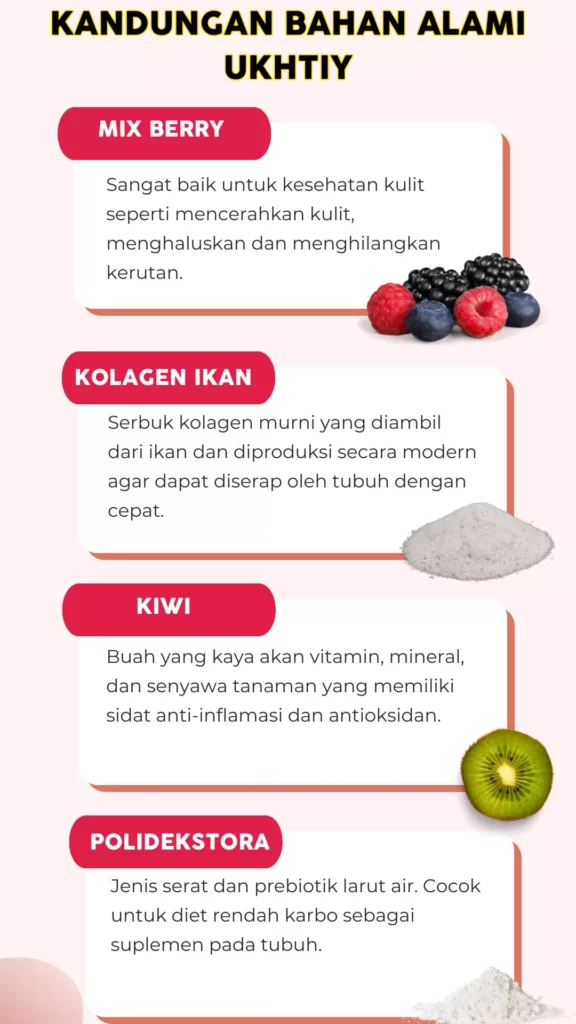 KANDUNGAN BAHAN ALAMI
UKHTIY
MIX BERRY
Sangat baik untuk kesehatan kulit
seperti mencerahkan kulit,
menghaluskan dan menghilangkan
kerutan.
KOLAGEN IKAN
Serbuk kolagen murni yang diambil
dari ikan dan diproduksi secara modern
agar dapat diserap oleh tubuh dengan
cepat.
KIWI
Buah yang kaya akan vitamin, mineral,
dan senyawa tanaman yang memiliki
sidat anti-inflamasi dan antioksidan.
POLIDEKSTORA
Jenis serat dan prebiotik larut air. Cocok
untuk diet rendah karbo sebagai
suplemen pada tubuh.